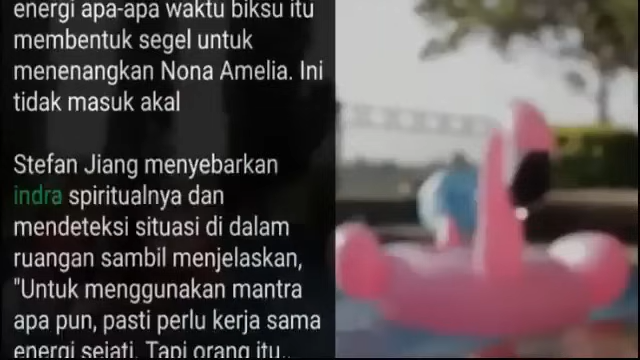 energi apa-apa waktu biksu itu
membentuk segel untuk
menenangkan Nona Amelia. Ini
tidak masuk akal
Stefan Jiang menyebarkan
indra spiritualnya dan
mendeteksi situasi di dalam
ruangan sambil menjelaskan,
"Untuk menggunakan mantra
apa pun, pasti perlu kerja sama
energi sejati. Tapi orang itu..